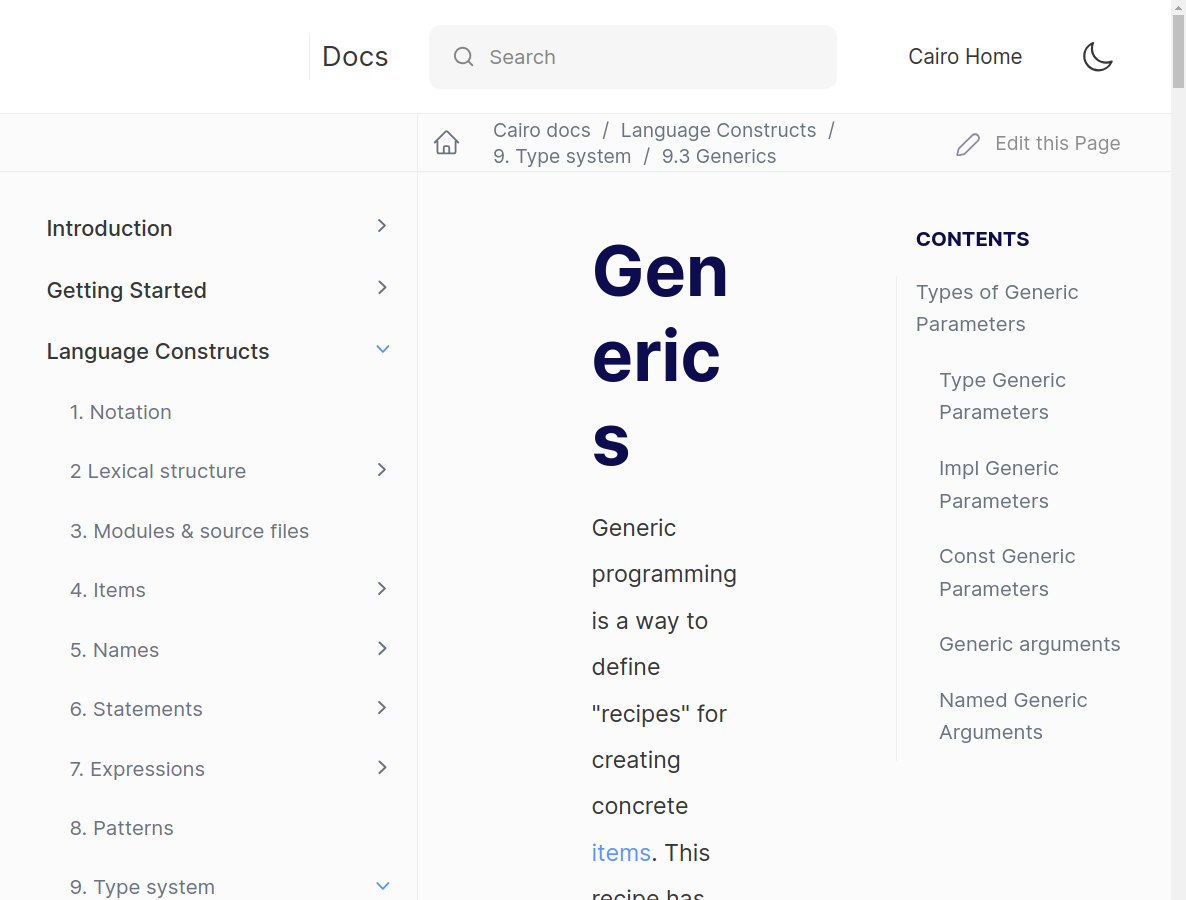 Docs
Search
Cairo Home
Cairo docs / Language Constructs /
9. Type system / 9.3 Generics
Edit this Page
Introduction
Getting Started
Language Constructs
1. Notation
2 Lexical structure
3. Modules & source files
4. Items
5. Names
6. Statements
7. Expressions
8. Patterns
9. Type system
Gen
eric
s
Generic
programming
is a way to
define
"recipes" for
creating
concrete
items. This
recipe has
CONTENTS
Types of Generic
Parameters
Type Generic
Parameters
Impl Generic
Parameters
Const Generic
Parameters
Generic arguments
Named Generic
Arguments